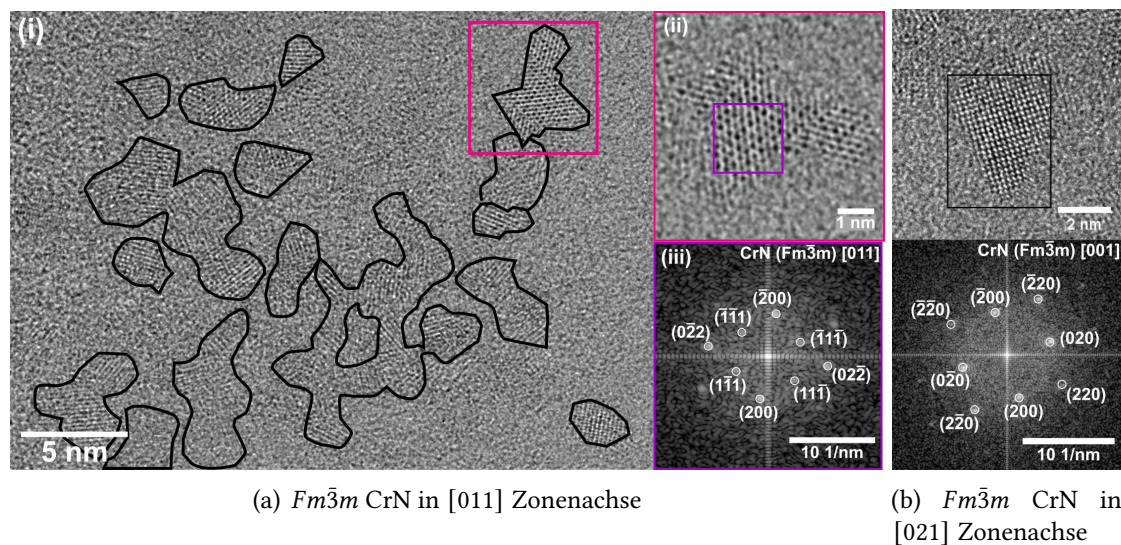 (i)
5 nm
(ii)
1 nm
2 nm
(iii)
CrN (Fm3̄m) [011]
(2̄00)
(1̄1̄1)
(1̄11̄)
(02̄2)
(022̄)
(11̄1)
(111̄)
(200)
10 1/nm
CrN (Fm3̄m) [001]
(2̄20)
(2̄00)
(2̄2̄0)
(020)
(02̄0)
(220)
(22̄0)
(200)
10 1/nm
(a) Fm3̄m CrN in [011] Zonenachse
(b) Fm3̄m CrN in
[021] Zonenachse